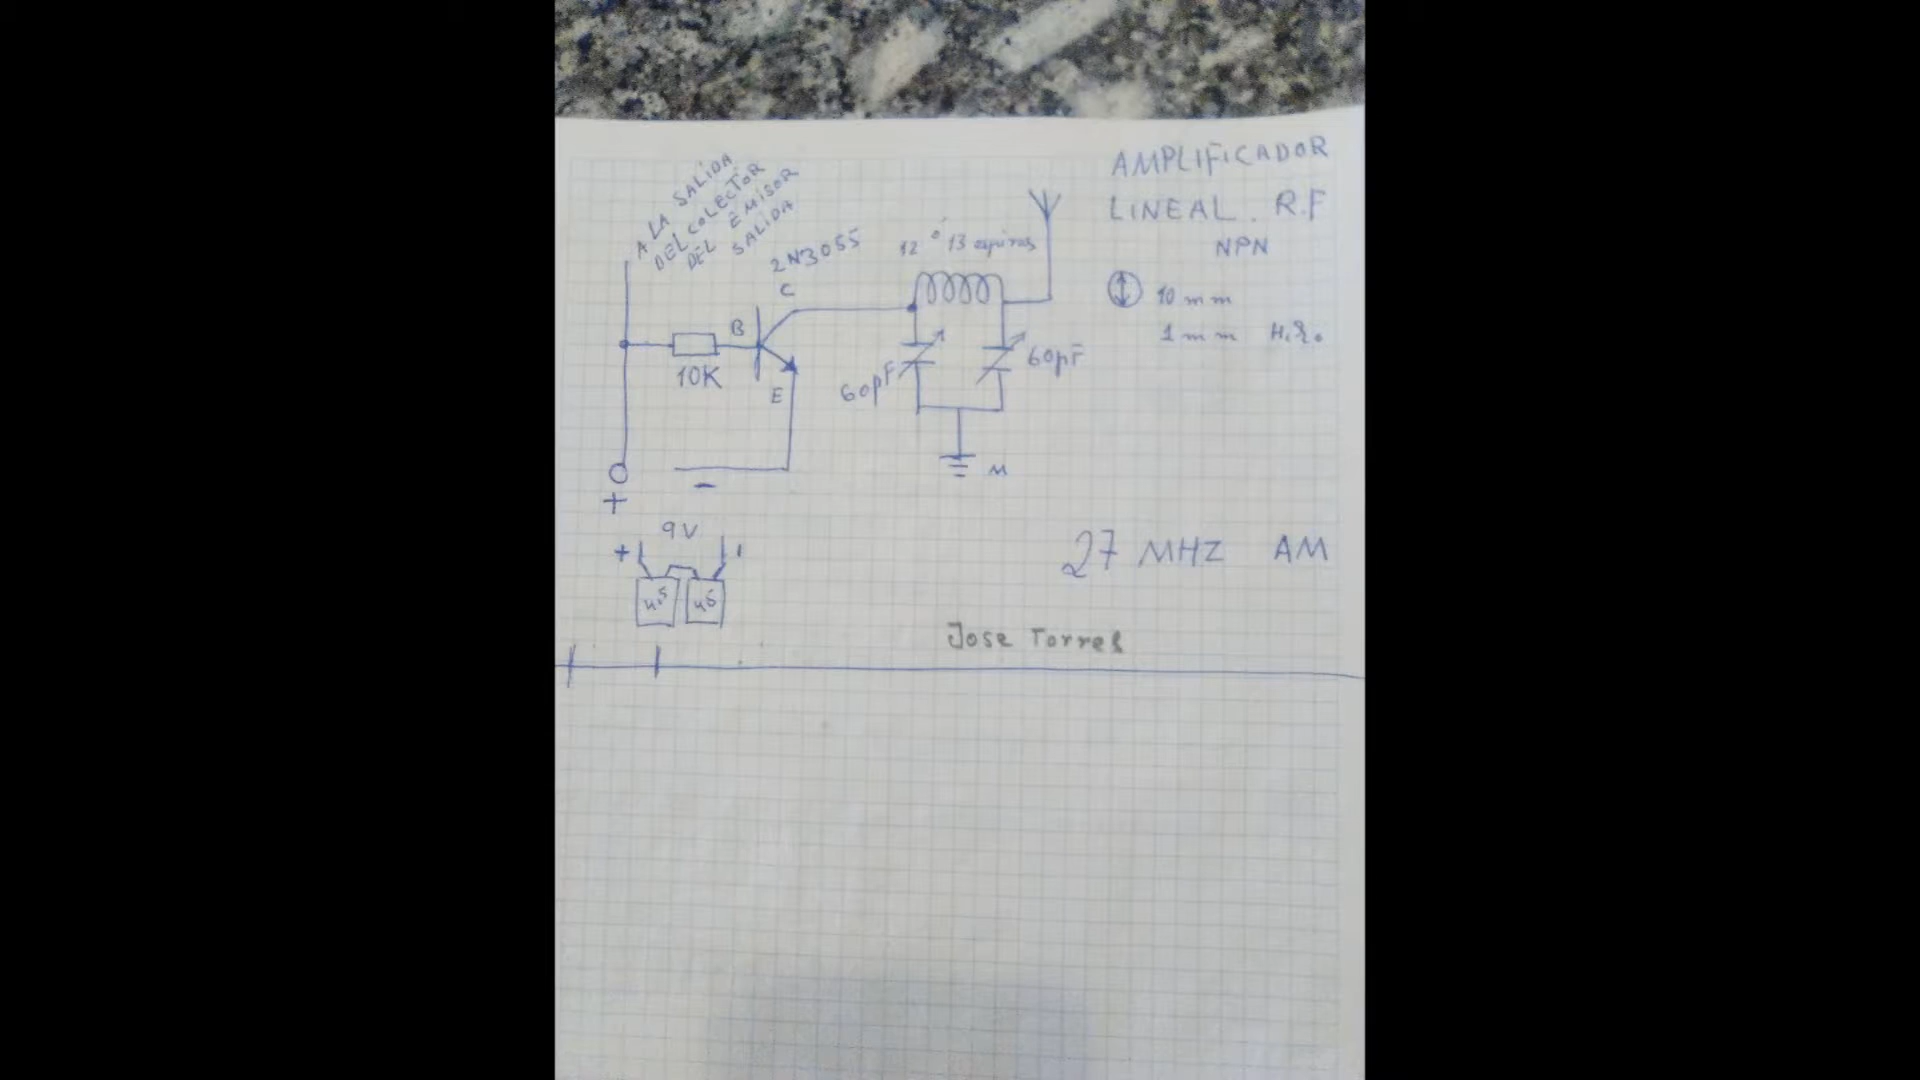 AMPLIFICADOR
LINEAL. R.F
NPN
10 mm
1 mm
A LA SALIDA
DEL COLECTOR
DEL EMISOR
SALIDA
2N3055
12 ó 13 espiras
C
B
E
10K
60pF
60pF
M
+
-
9V
+
4,5
4,5
27 MHZ AM
Jose Torres